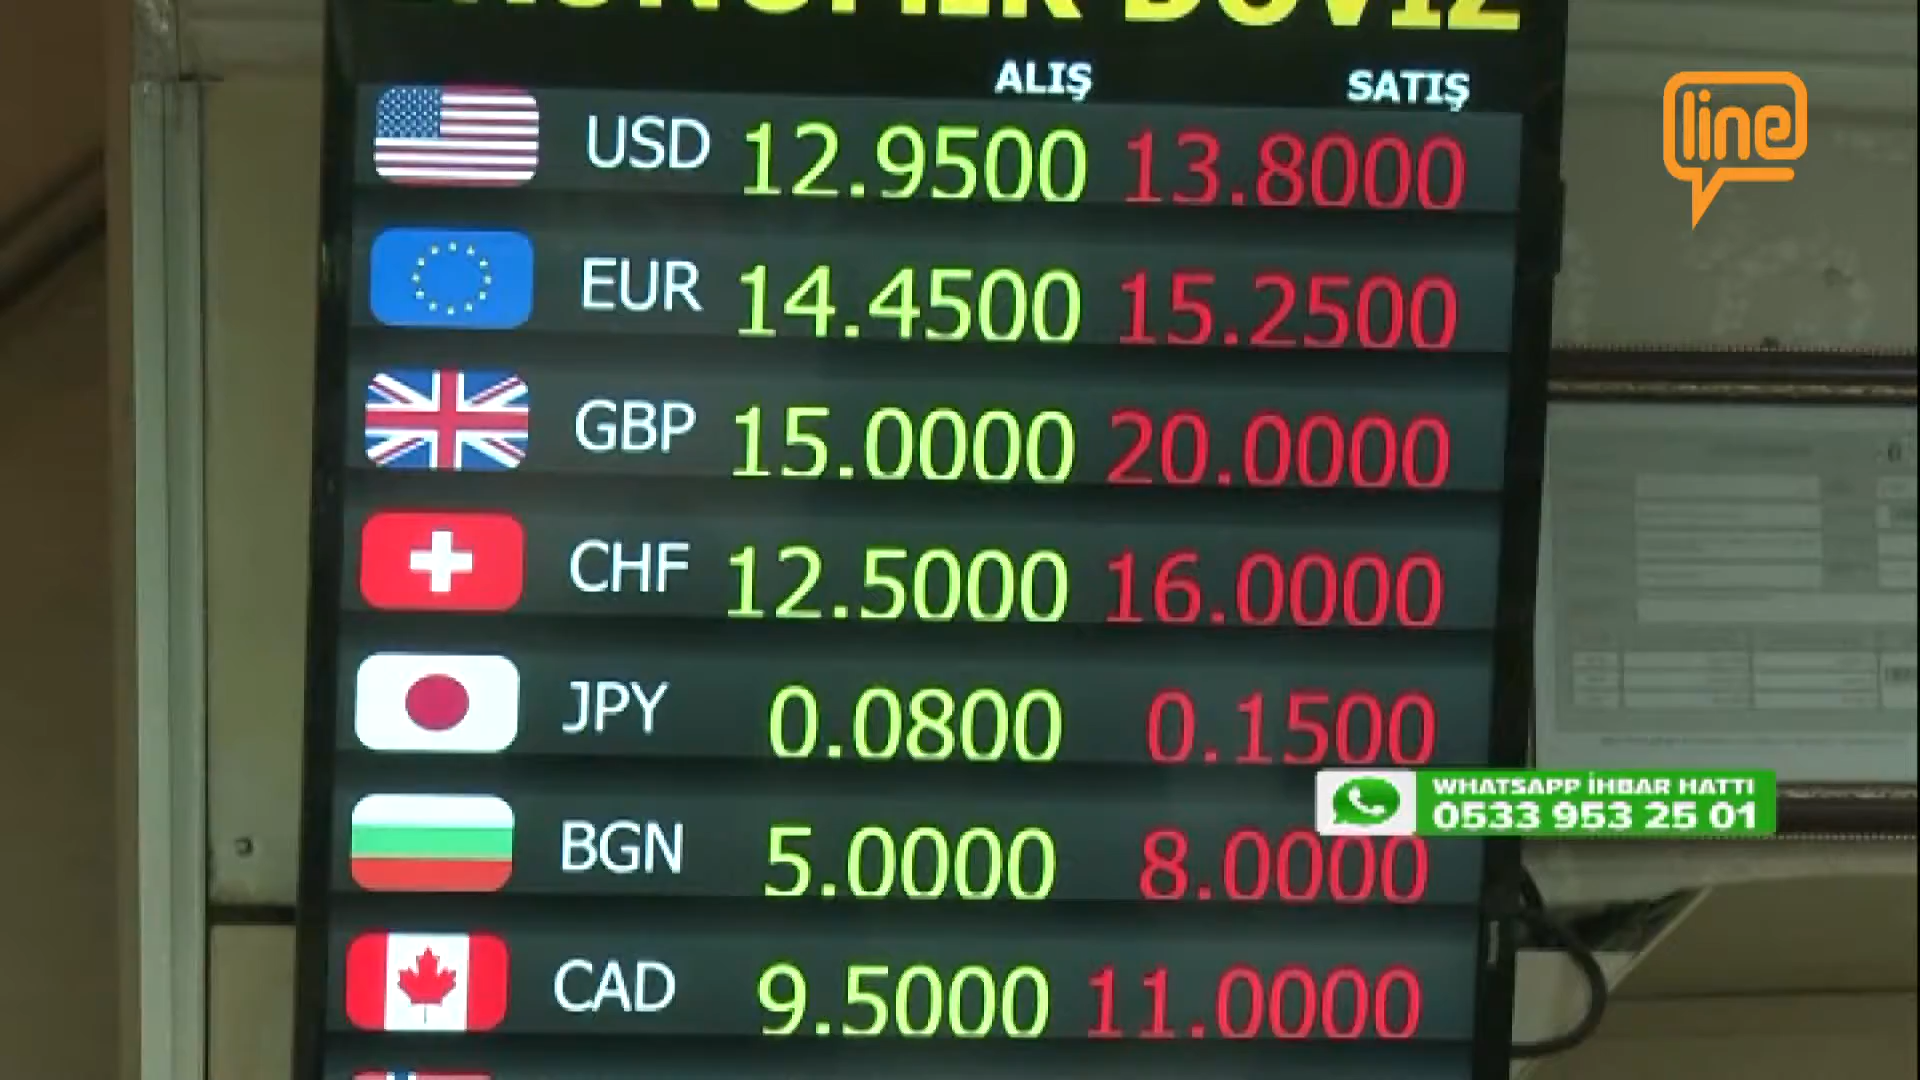 DÖVİZ
ALIŞ SATIŞ
line
USD 12.9500 13.8000
EUR 14.4500 15.2500
GBP 15.0000 20.0000
CHF 12.5000 16.0000
JPY 0.0800 0.1500
WHATSAPP İHBAR HATTI
0533 953 25 01
BGN 5.0000 8.0000
CAD 9.5000 11.0000